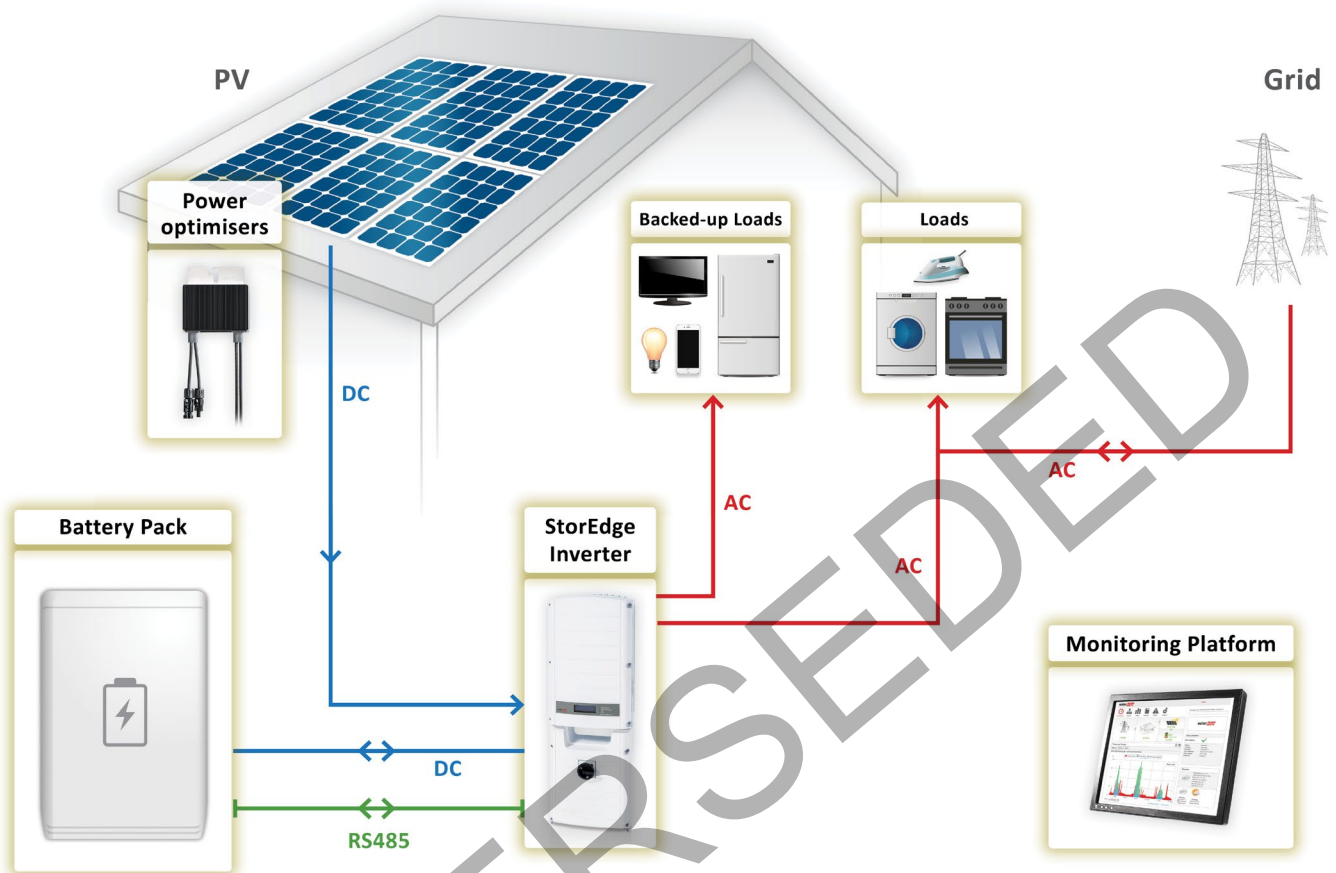 PV
Grid
Power
optimisers
Backed-up Loads
Loads
DC
AC
AC
AC
Battery Pack
StorEdge
Inverter
Monitoring Platform
DC
RS485
ERSEDED